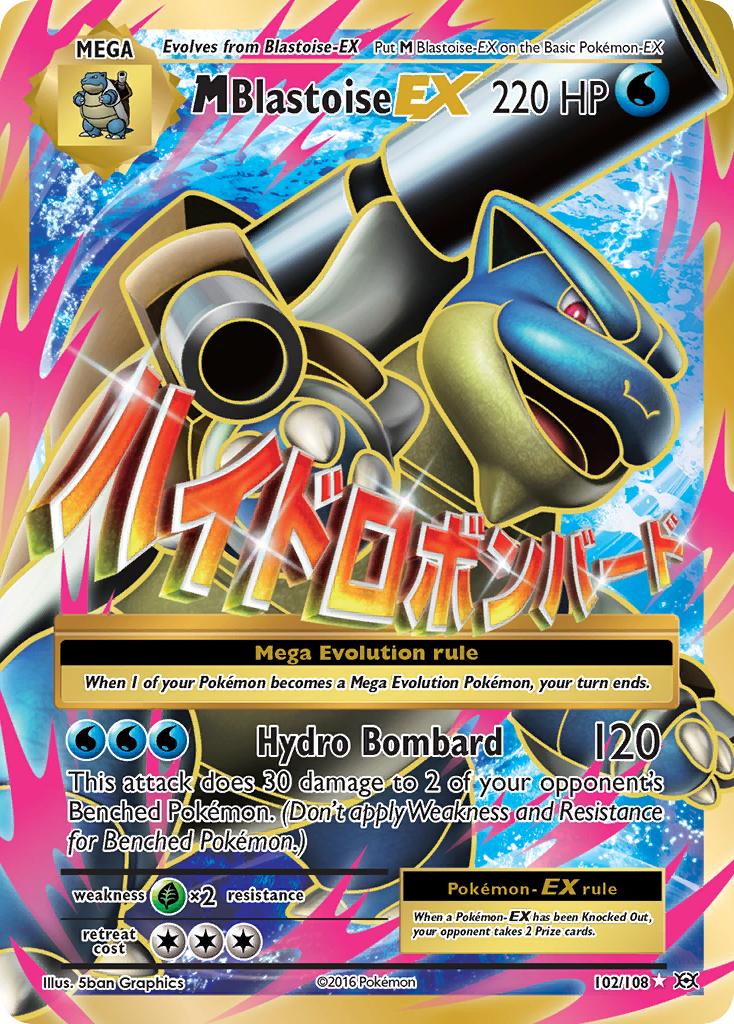 MEGA
Evolves from Blastoise-EX Put M Blastoise-EX on the Basic Pokémon-EX
M Blastoise EX 220 HP
ハイドロボンバード
Mega Evolution rule
When 1 of your Pokémon becomes a Mega Evolution Pokémon, your turn ends.
Hydro Bombard 120
This attack does 30 damage to 2 of your opponent's
Benched Pokémon. (Don't apply Weakness and Resistance
for Benched Pokémon.)
weakness ×2 resistance
retreat
cost
Pokémon-EX rule
When a Pokémon-EX has been Knocked Out,
your opponent takes 2 Prize cards.
Illus. 5ban Graphics ©2016 Pokémon 102/108